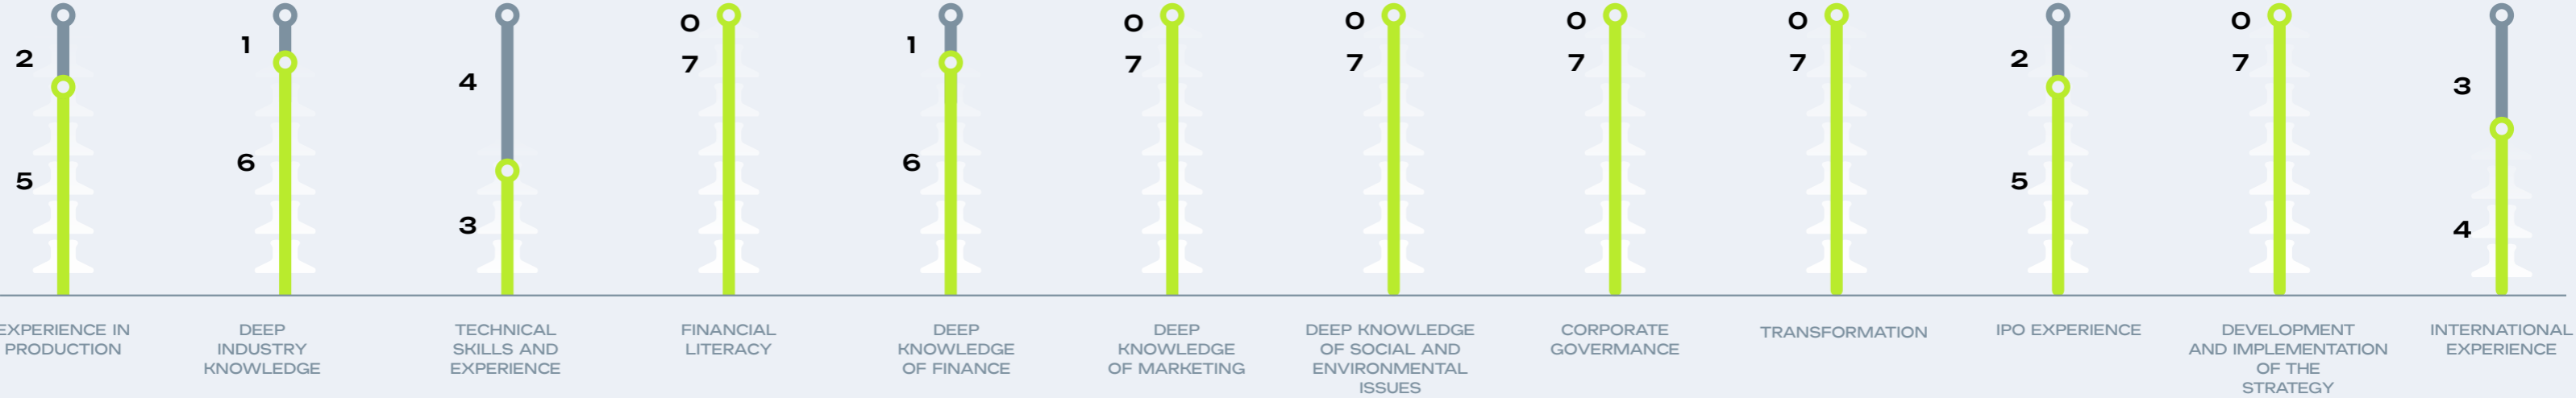 2
5
EXPERIENCE IN
PRODUCTION
1
6
DEEP
INDUSTRY
KNOWLEDGE
4
3
TECHNICAL
SKILLS AND
EXPERIENCE
0
7
FINANCIAL
LITERACY
1
6
DEEP
KNOWLEDGE
OF FINANCE
0
7
DEEP
KNOWLEDGE
OF MARKETING
0
7
DEEP KNOWLEDGE
OF SOCIAL AND
ENVIRONMENTAL
ISSUES
0
7
CORPORATE
GOVERMANCE
0
7
TRANSFORMATION
2
5
IPO EXPERIENCE
0
7
DEVELOPMENT
AND IMPLEMENTATION
OF THE
STRATEGY
3
4
INTERNATIONAL
EXPERIENCE